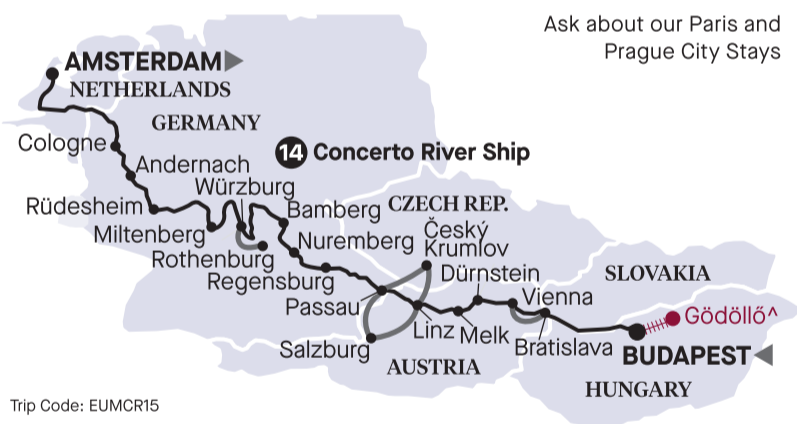 Ask about our Paris and
Prague City Stays
AMSTERDAM
NETHERLANDS
GERMANY
Cologne
14 Concerto River Ship
Andernach
Würzburg
Rüdesheim
Bamberg
CZECH REP.
Miltenberg
Český
Krumlov
Nuremberg
Rothenburg
Regensburg
Dürnstein
SLOVAKIA
Passau
Vienna
Gödöllő^
Linz
Melk
Salzburg
Bratislava
BUDAPEST
AUSTRIA
HUNGARY
Trip Code: EUMCR15